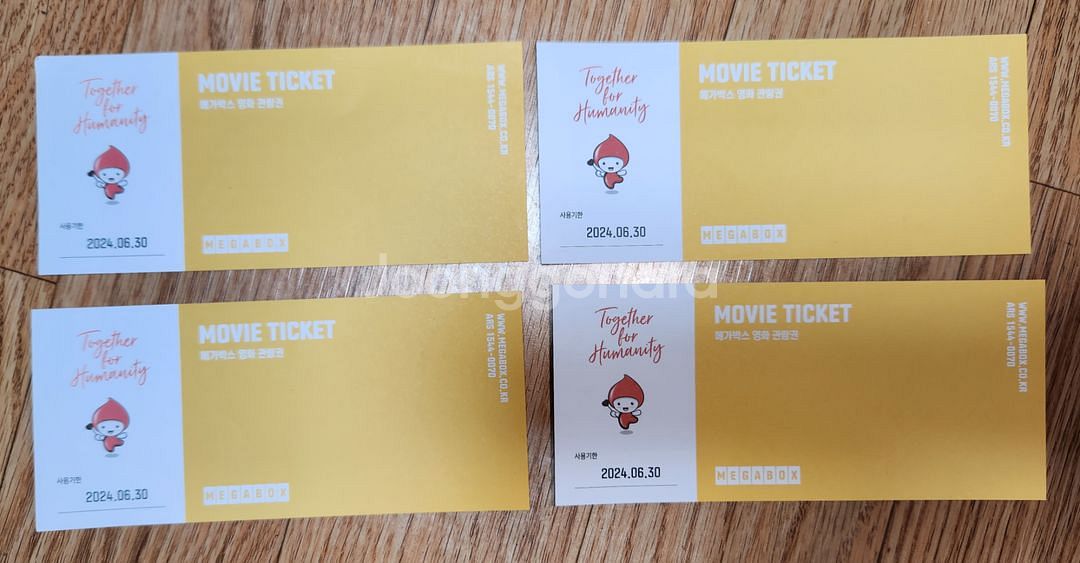 Together
for
Humanity
사용기한
2024.06.30
MOVIE TICKET
메가박스 영화 관람권
MEGABOX
WWW.MEGABOX.CO.KR
ARS 1544-0070
Together
for
Humanity
사용기한
2024.06.30
MOVIE TICKET
메가박스 영화 관람권
MEGABOX
WWW.MEGABOX.CO.KR
ARS 1544-0070
joonggonara
Together
for
Humanity
사용기한
2024.06.30
MOVIE TICKET
메가박스 영화 관람권
MEGABOX
WWW.MEGABOX.CO.KR
ARS 1544-0070
Together
for
Humanity
사용기한
2024.06.30
MOVIE TICKET
메가박스 영화 관람권
MEGABOX
WWW.MEGABOX.CO.KR
ARS 1544-0070